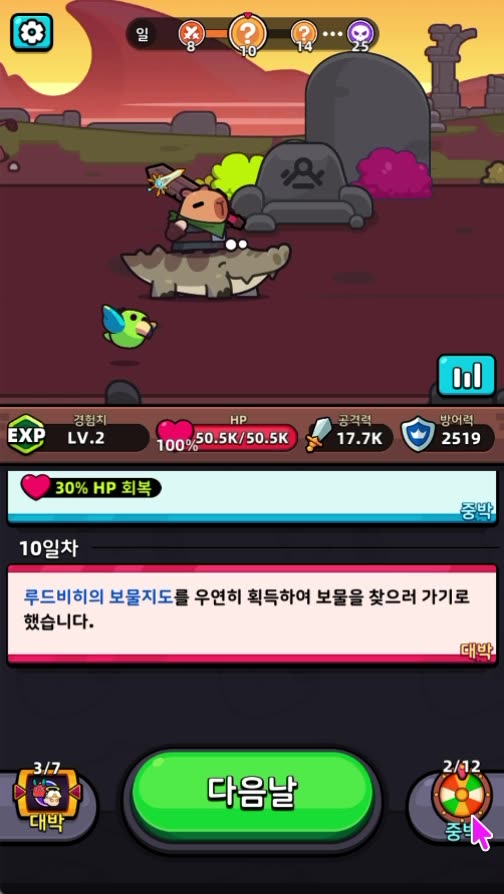 일
8
10
14
25
경험치
EXP
LV.2
HP
100%
50.5K/50.5K
공격력
17.7K
방어력
2519
30% HP 회복
중박
10일차
루드비히의 보물지도를 우연히 획득하여 보물을 찾으러 가기로
했습니다.
대박
3/7
대박
다음날
2/12
중박